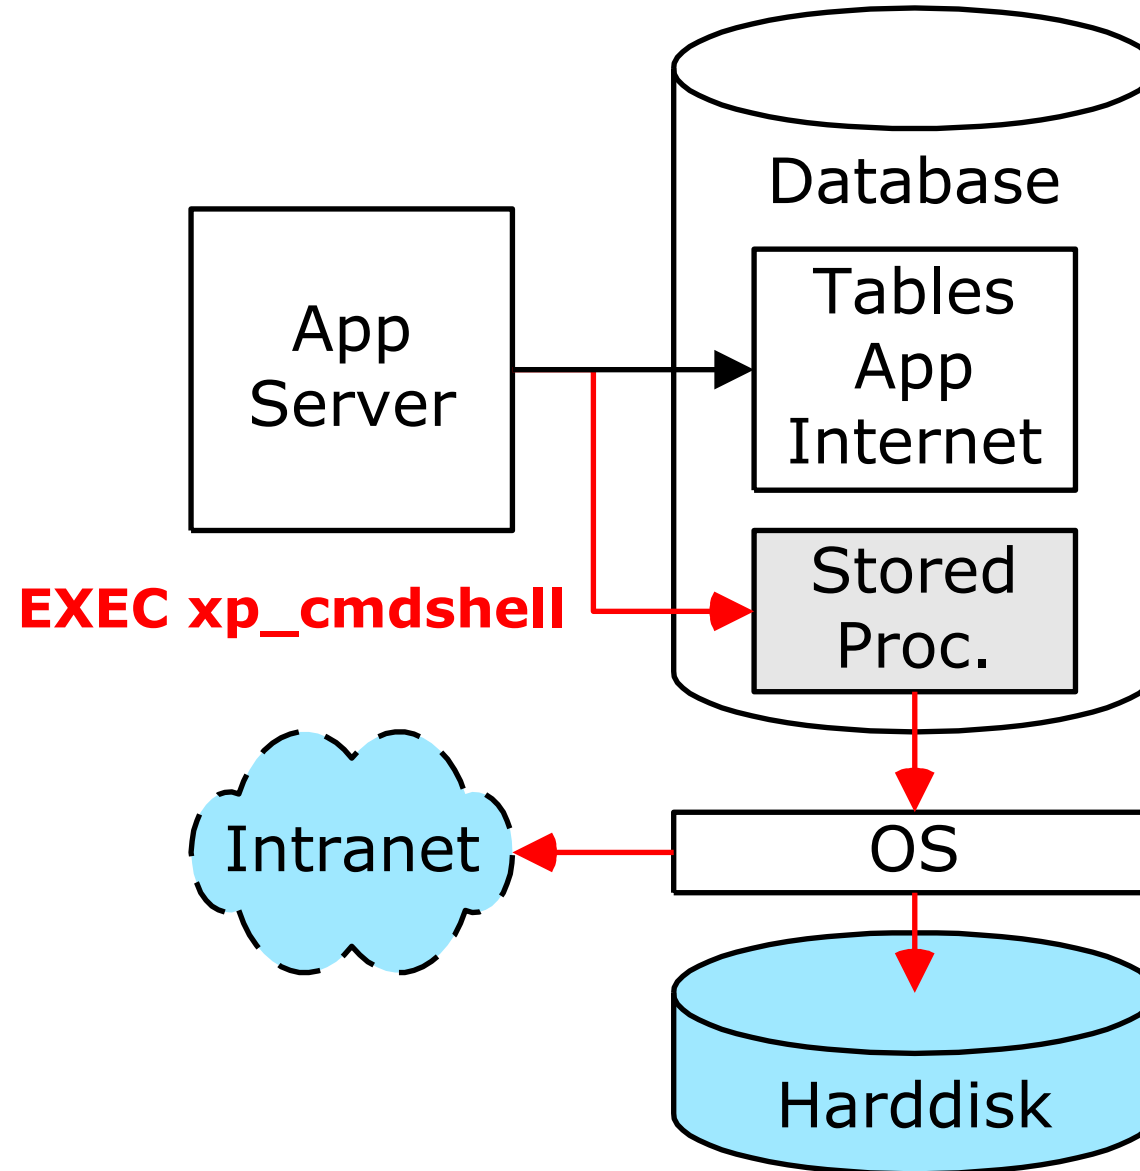 Database
App
Server
Tables
App
Internet
EXEC xp_cmdshell
Stored
Proc.
Intranet
OS
Harddisk